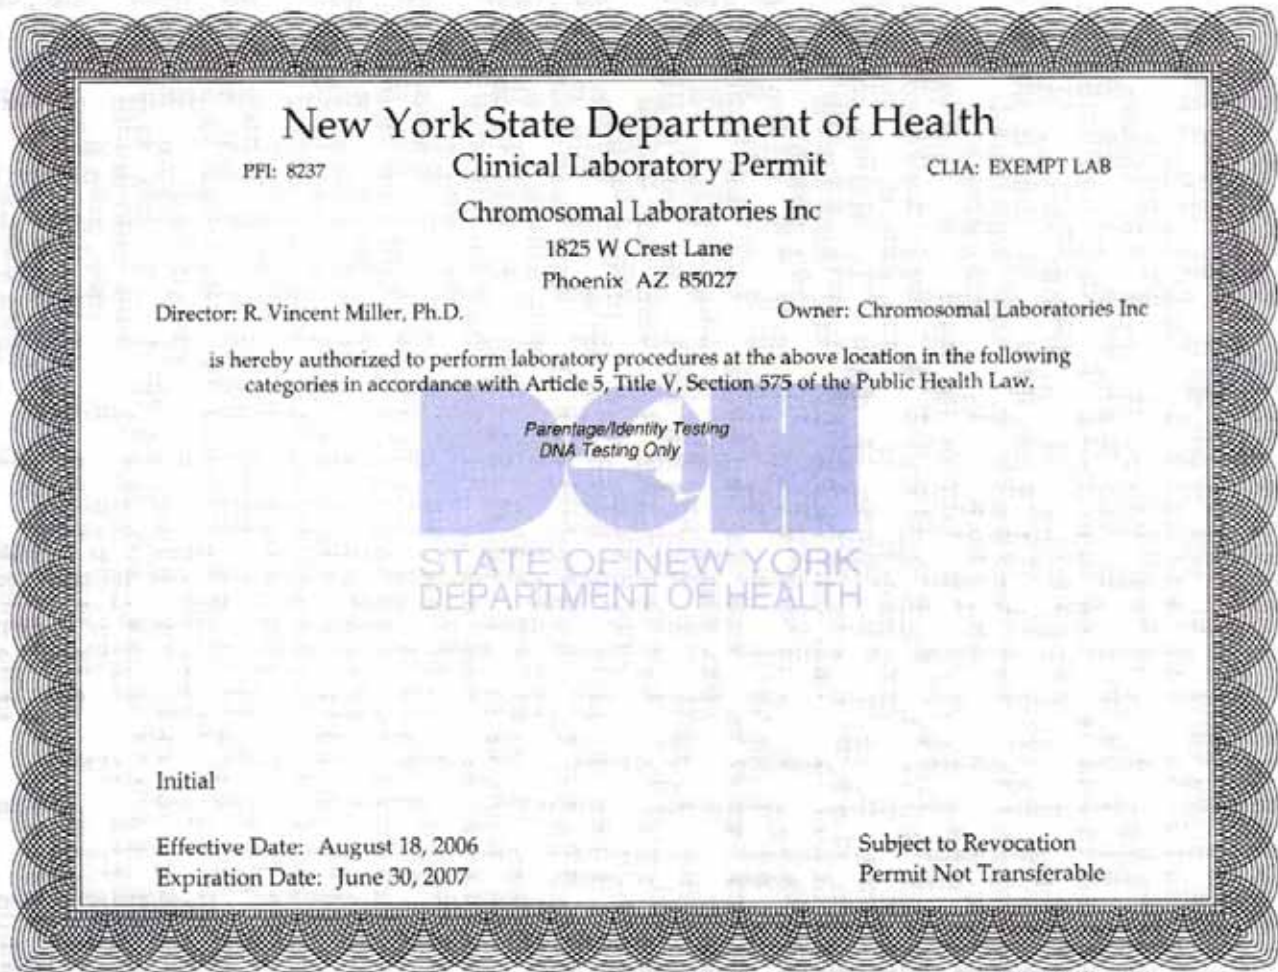 New York State Department of Health
PFI: 8237 Clinical Laboratory Permit CLIA: EXEMPT LAB
Chromosomal Laboratories Inc
1825 W Crest Lane
Phoenix AZ 85027
Director: R. Vincent Miller, Ph.D. Owner: Chromosomal Laboratories Inc
is hereby authorized to perform laboratory procedures at the above location in the following
categories in accordance with Article 5, Title V, Section 575 of the Public Health Law.
Parentage/Identity Testing
DNA Testing Only
DOH
STATE OF NEW YORK
DEPARTMENT OF HEALTH
Initial
Effective Date: August 18, 2006 Subject to Revocation
Expiration Date: June 30, 2007 Permit Not Transferable